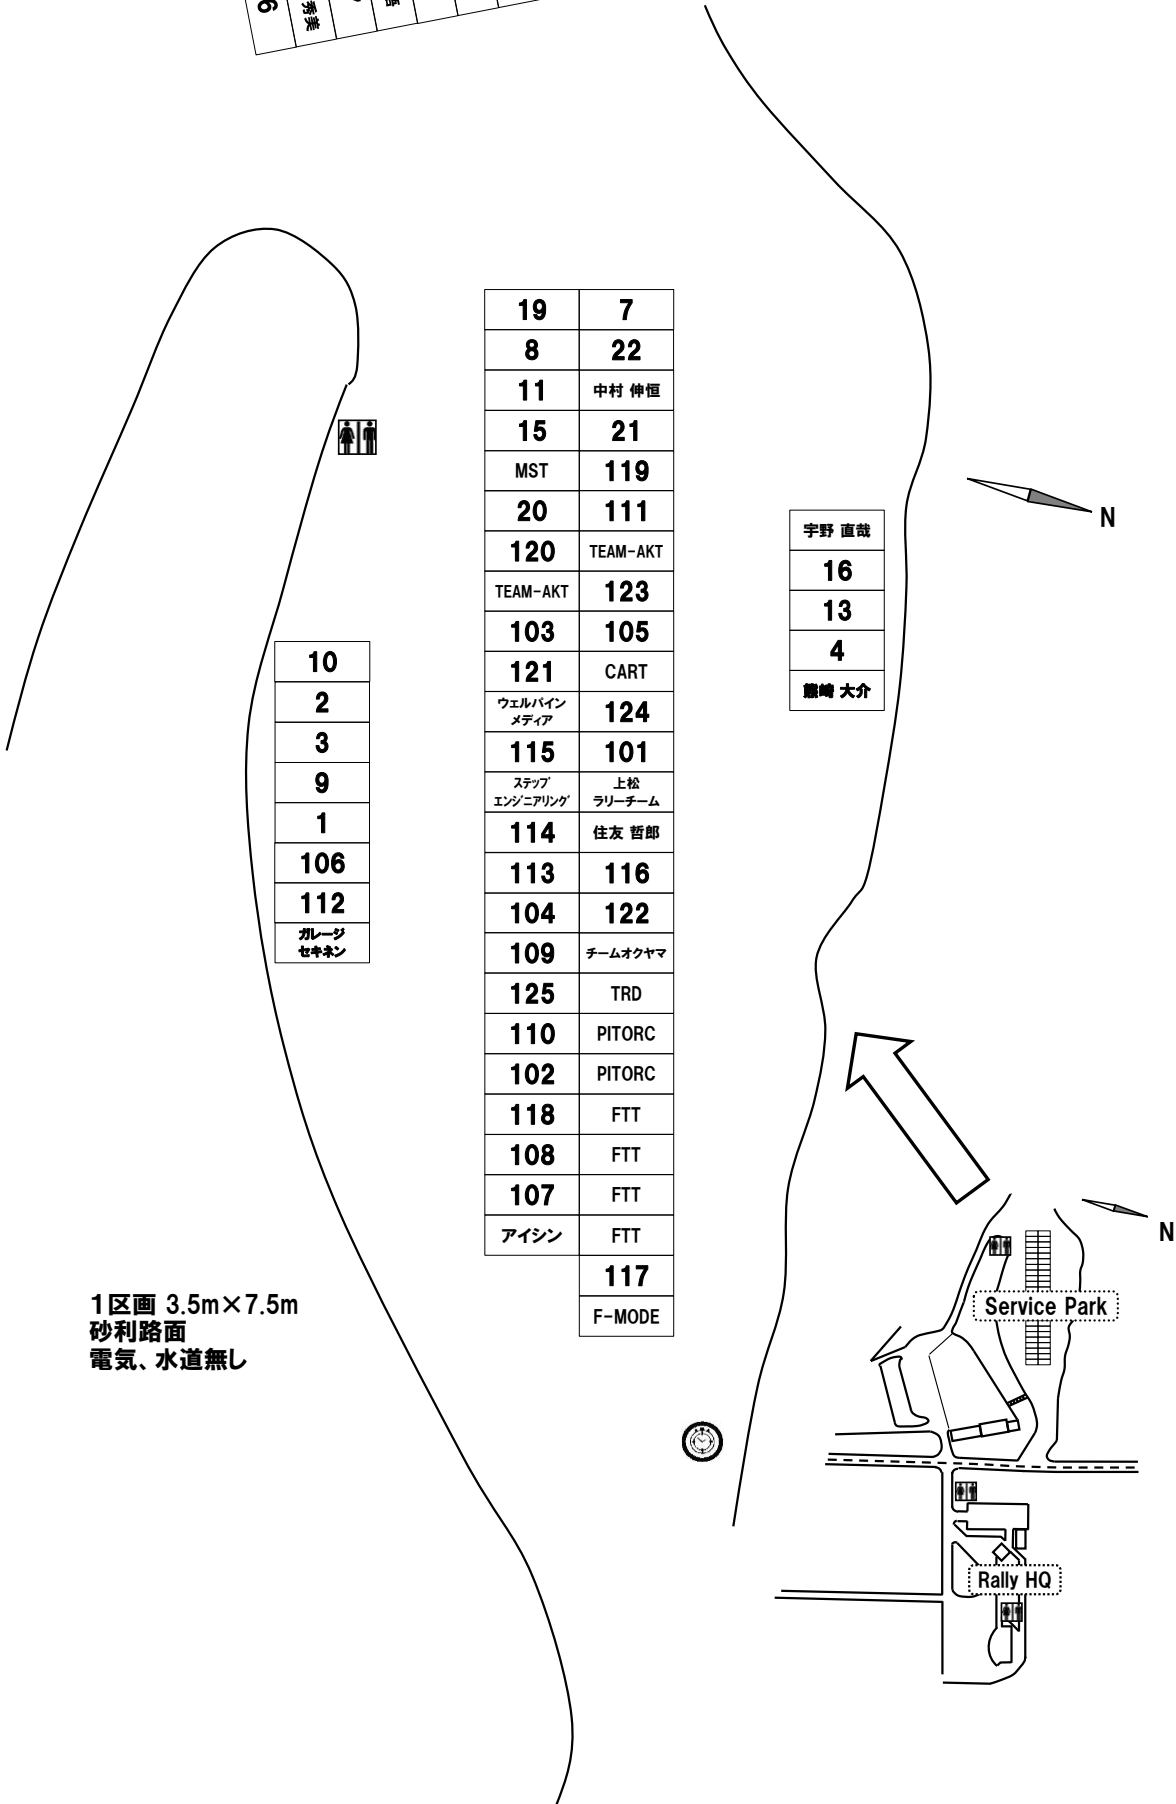 6
秀美
19 7
8 22
11 中村 伸恒
15 21
MST 119
20 111
120 TEAM-AKT
TEAM-AKT 123
103 105
121 CART
ウェルパイン
メディア
124
115 101
ステップ
エンジニアリング
上松
ラリーチーム
114 住友 哲郎
113 116
104 122
109 チームオクヤマ
125 TRD
110 PITORC
102 PITORC
118 FTT
108 FTT
107 FTT
アイシン FTT
117
F-MODE
宇野 直哉
16
13
4
熊崎 大介
N
10
2
3
9
1
106
112
ガレージ
セキネン
1区画 3.5m×7.5m
砂利路面
電気、水道無し
N
Service Park
Rally HQ